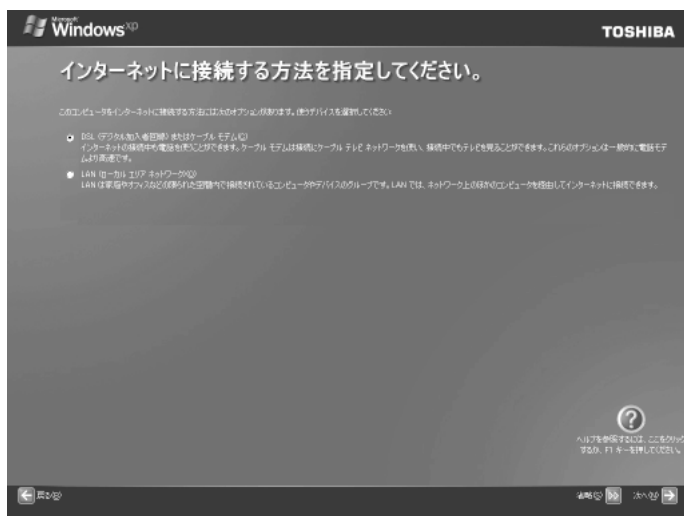 Microsoft
Windows xp
TOSHIBA
インターネットに接続する方法を指定してください。
このコンピュータをインターネットに接続する方法には次のオプションがあります。使うデバイスを選択してください
DSL (デジタル加入者回線) またはケーブル モデム(D)
インターネットの接続中も電話を使うことができます。ケーブル モデムは接続にケーブル テレビ ネットワークを使い、接続中でもテレビを見ることができます。これらのオプションは一般的に電話モデ
ムより高速です。
LAN (ローカル エリア ネットワーク)(L)
LAN は家庭やオフィスなどの限られた空間内で接続されているコンピュータやデバイスのグループです。LAN では、ネットワーク上のほかのコンピュータを経由してインターネットに接続できます。
ヘルプを参照するには、ここをクリック
するか、F1 キーを押してください。
戻る(B)
省略(S)
次へ(N)